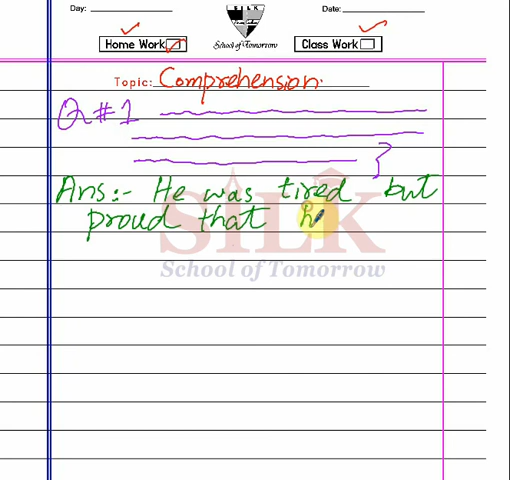 Day: Date:
SILK
Home Work School of Tomorrow Class Work
Topic: Comprehension.
Q#1
Ans:- He was tired but
proud that h
SILK
School of Tomorrow